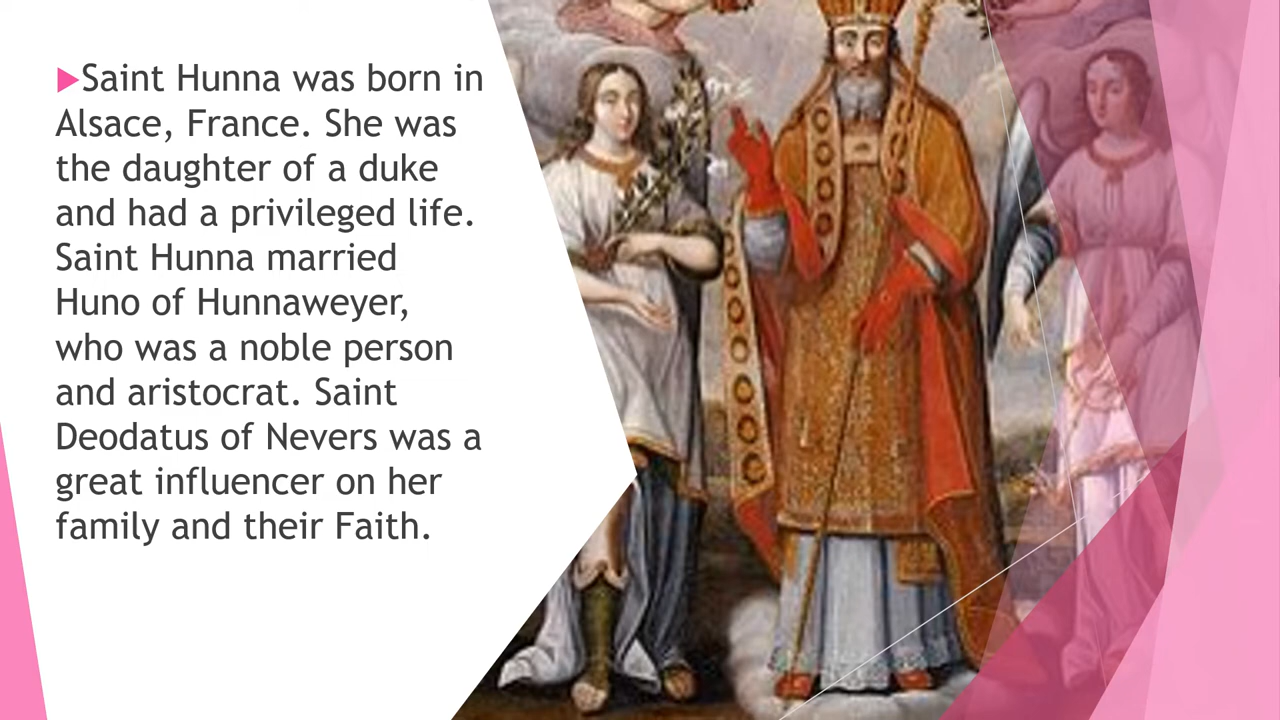 Saint Hunna was born in
Alsace, France. She was
the daughter of a duke
and had a privileged life.
Saint Hunna married
Huno of Hunnaweyer,
who was a noble person
and aristocrat. Saint
Deodatus of Nevers was a
great influencer on her
family and their Faith.